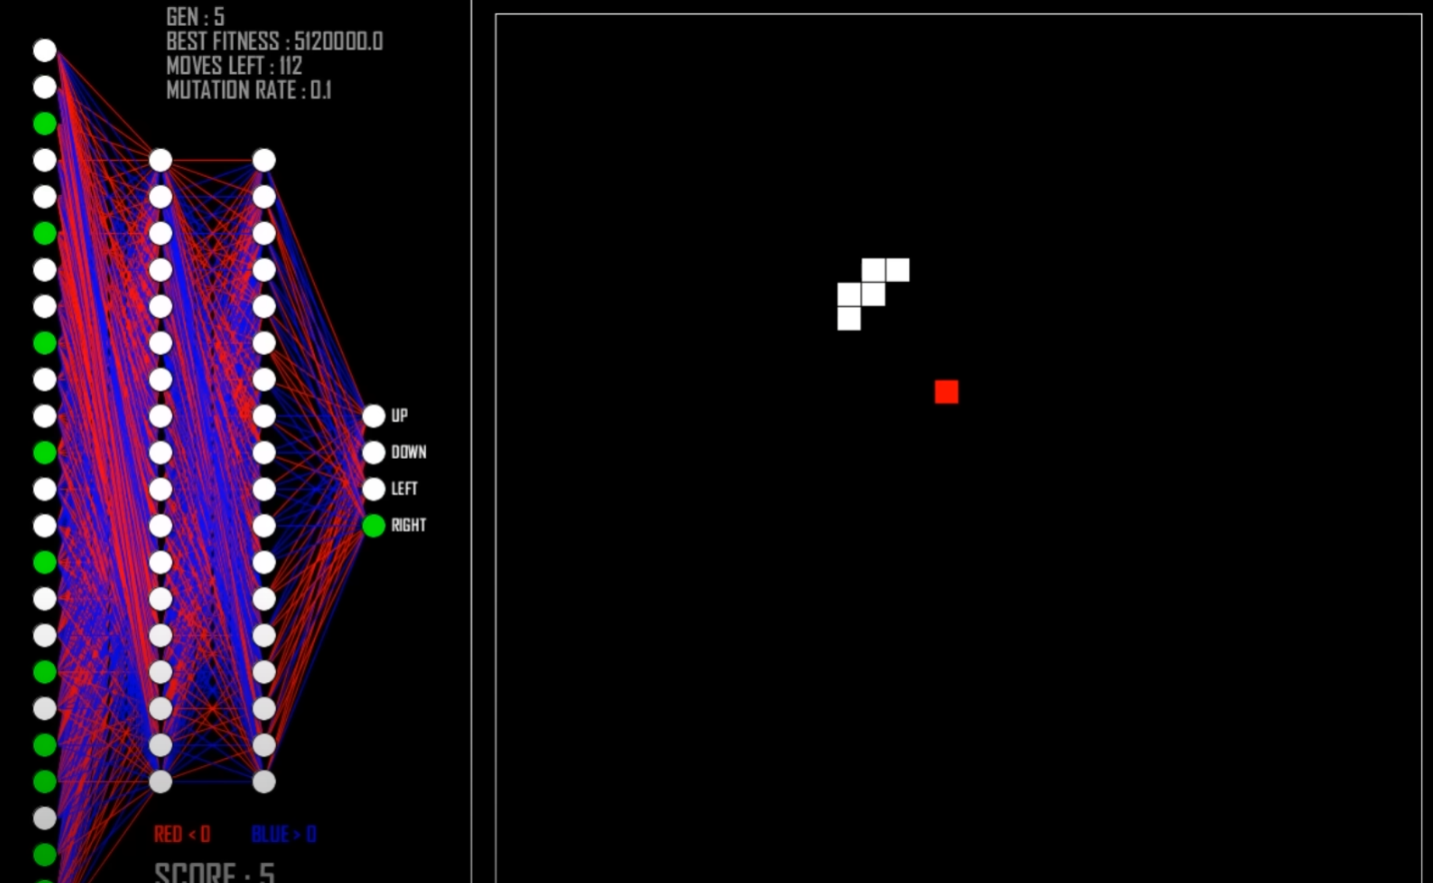 GEN : 5
BEST FITNESS : 5120000.0
MOVES LEFT : 112
MUTATION RATE : 0.1
UP
DOWN
LEFT
RIGHT
RED < 0 BLUE > 0
SCORE : 5